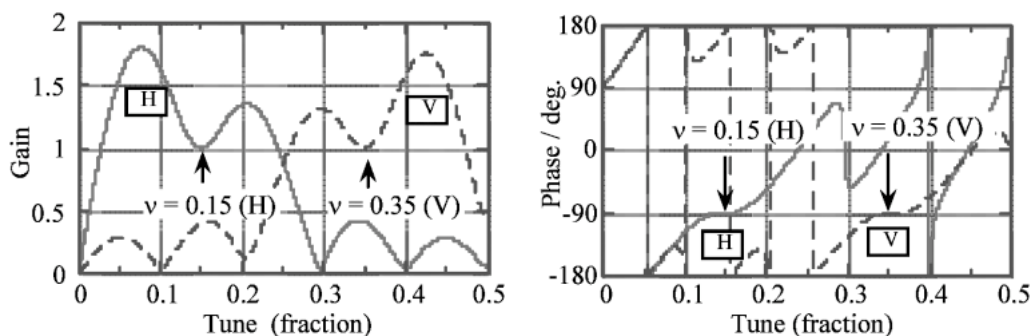 2
1.5
1
0.5
0
Gain
H
V
ν = 0.15 (H)
ν = 0.35 (V)
0 0.1 0.2 0.3 0.4 0.5
Tune (fraction)
180
90
0
-90
-180
Phase / deg.
ν = 0.15 (H)
ν = 0.35 (V)
H
V
0 0.1 0.2 0.3 0.4 0.5
Tune (fraction)